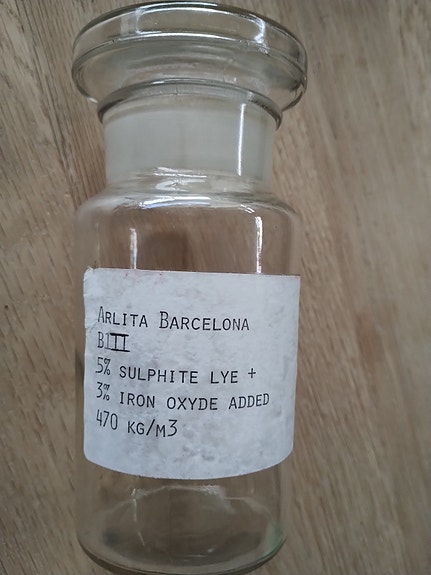 Arlita Barcelona
BIII
5% sulphite lye +
3% iron oxyde added
470 kg/m3